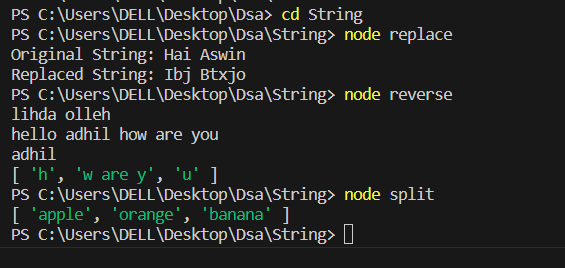 PS C:\Users\DELL\Desktop\Dsa> cd String
PS C:\Users\DELL\Desktop\Dsa\String> node replace
Original String: Hai Aswin
Replaced String: Ibj Btxjo
PS C:\Users\DELL\Desktop\Dsa\String> node reverse
lihda olleh
hello adhil how are you
adhil
[ 'h', 'w are y', 'u' ]
PS C:\Users\DELL\Desktop\Dsa\String> node split
[ 'apple', 'orange', 'banana' ]
PS C:\Users\DELL\Desktop\Dsa\String>